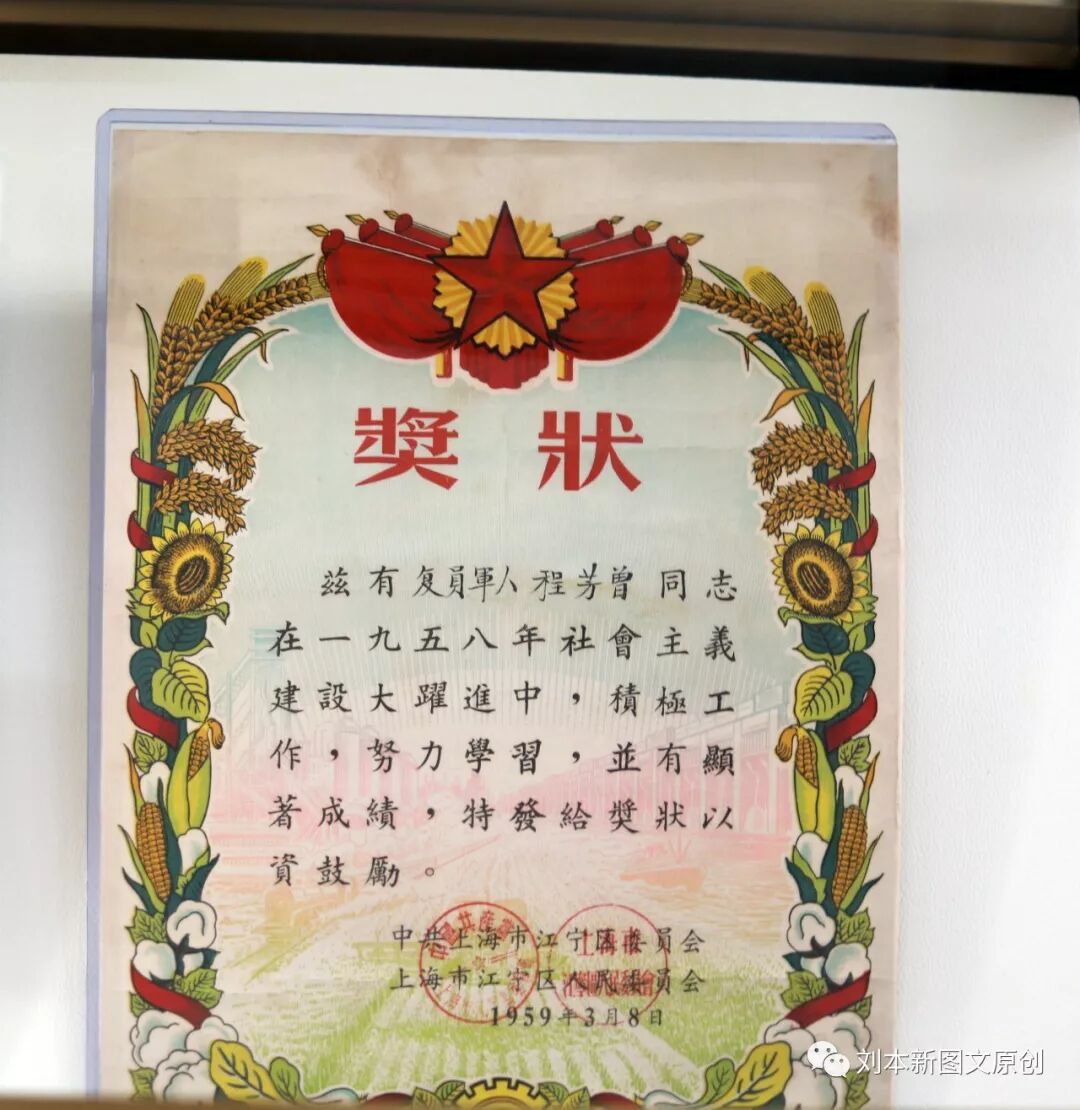 獎狀
茲有复員軍人程芳曾同志
在一九五八年社會主義
建設大躍進中，積極工
作，努力學習，並有顯
著成績，特發給獎狀以
資鼓勵。
中共上海市江宁區委員会
上海市江宁区人民委員会
1959年3月8日
刘本新图文原创